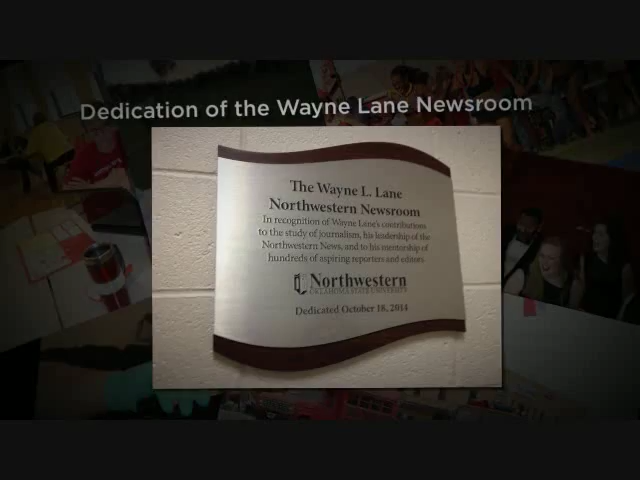 Dedication of the Wayne Lane Newsroom
The Wayne L. Lane
Northwestern Newsroom
In recognition of Wayne Lane's contributions
to the study of journalism, his leadership of the
Northwestern News, and to his mentorship of
hundreds of aspiring reporters and editors
Northwestern
OKLAHOMA STATE UNIVERSITY
Dedicated October 18, 2014